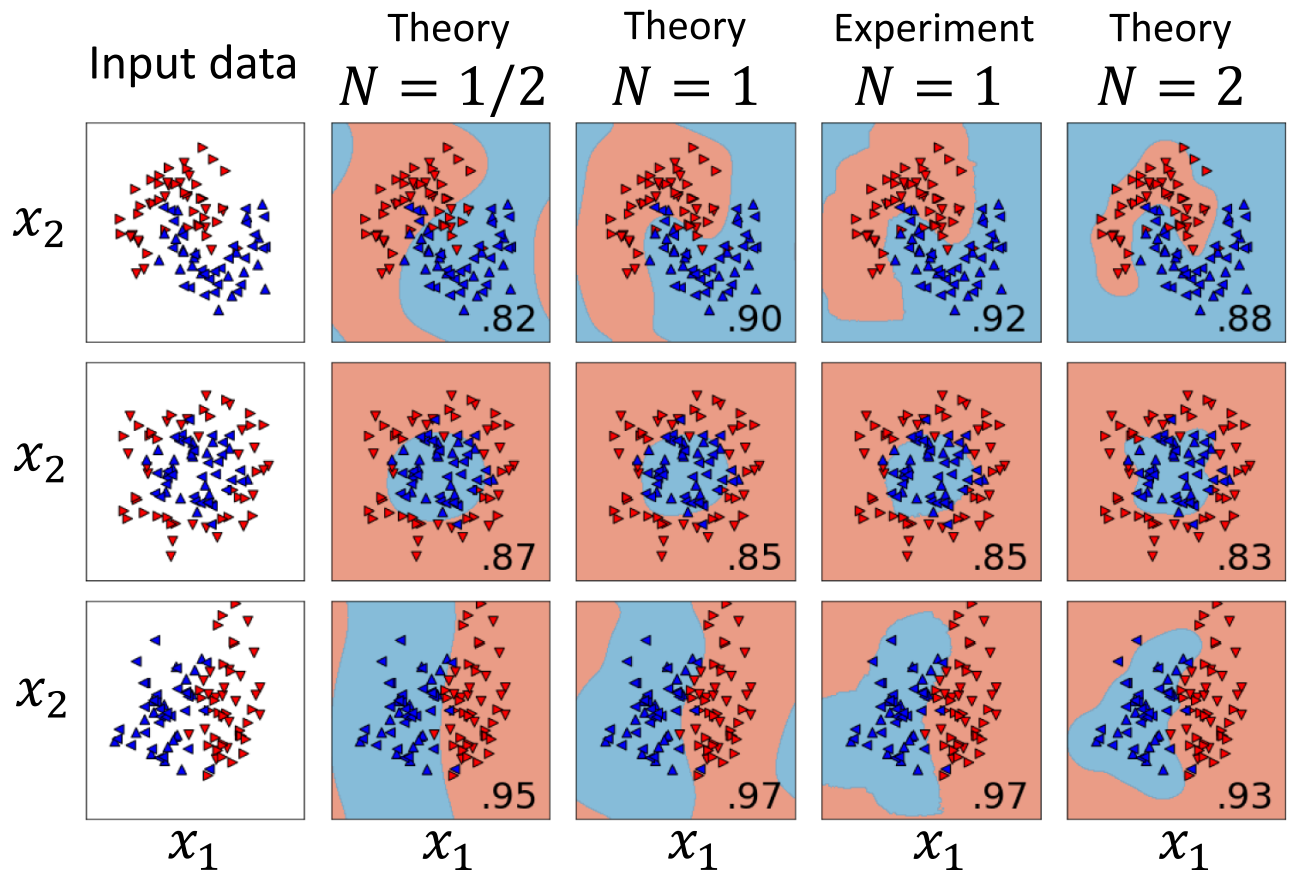 Input data
Theory
N = 1/2
Theory
N = 1
Experiment
N = 1
Theory
N = 2
x₂
.82
.90
.92
.88
x₂
.87
.85
.85
.83
x₂
.95
.97
.97
.93
x₁
x₁
x₁
x₁
x₁